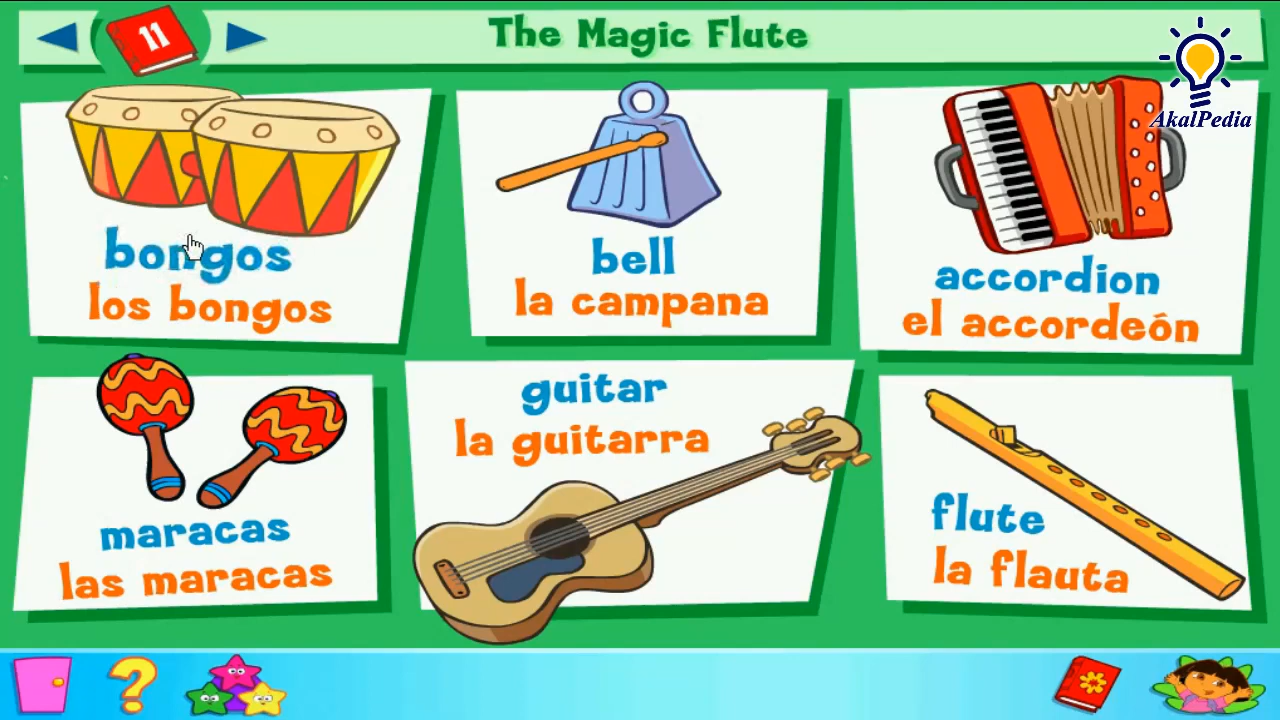 11
The Magic Flute
AkalPedia
bongos
los bongos
bell
la campana
accordion
el accordeón
maracas
las maracas
guitar
la guitarra
flute
la flauta
?